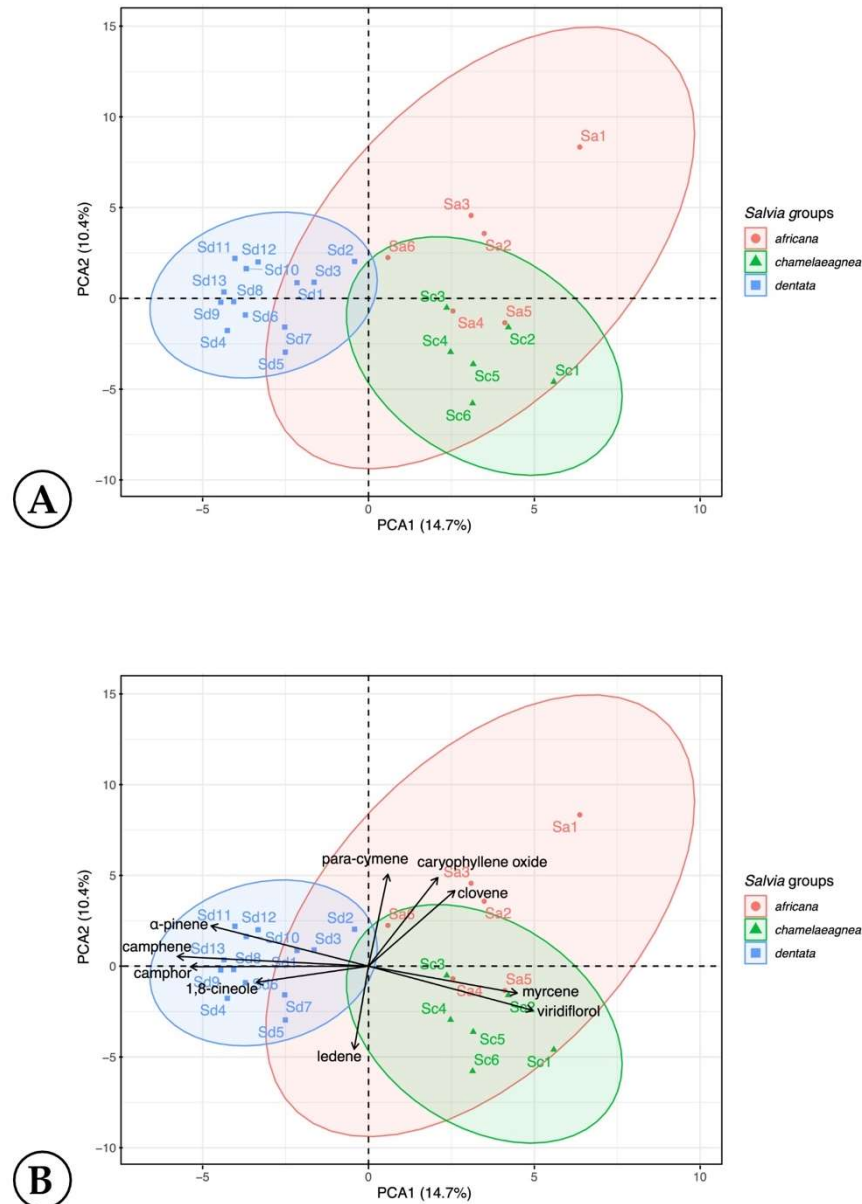 15
10
5
0
−5
−10
PCA2 (10.4%)
−5
0
5
10
PCA1 (14.7%)
Sa1
Sa3
Sa2
Sa6
Sd11
Sd12
Sd2
Sd10
Sd3
Sd13
Sd8
Sd1
Sc3
Sa4
Sa5
Sd9
Sd6
Sc2
Sd4
Sd7
Sc4
Sd5
Sc5
Sc1
Sc6
Salvia groups
africana
chamelaeagnea
dentata
A
15
10
5
0
−5
−10
PCA2 (10.4%)
−5
0
5
10
PCA1 (14.7%)
Sa1
para-cymene
caryophyllene oxide
Sa3
clovene
Sa2
Sa6
Sd11
Sd12
Sd2
α-pinene
Sd10
Sd3
camphene
Sd13
Sd8
Sd1
camphor
Sc3
Sd9
1,8-cineole
Sd6
Sa4
Sa5
myrcene
Sd4
Sd7
Sc4
Sc2
viridiflorol
Sd5
Sc5
ledene
Sc6
Sc1
Salvia groups
africana
chamelaeagnea
dentata
B